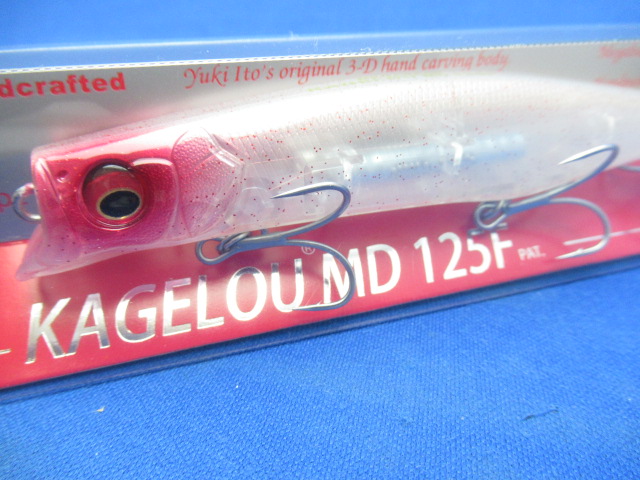 dcrafted
Yuki Ito's original 3-D hand carving body.
KAGELOU® MD 125F PAT.